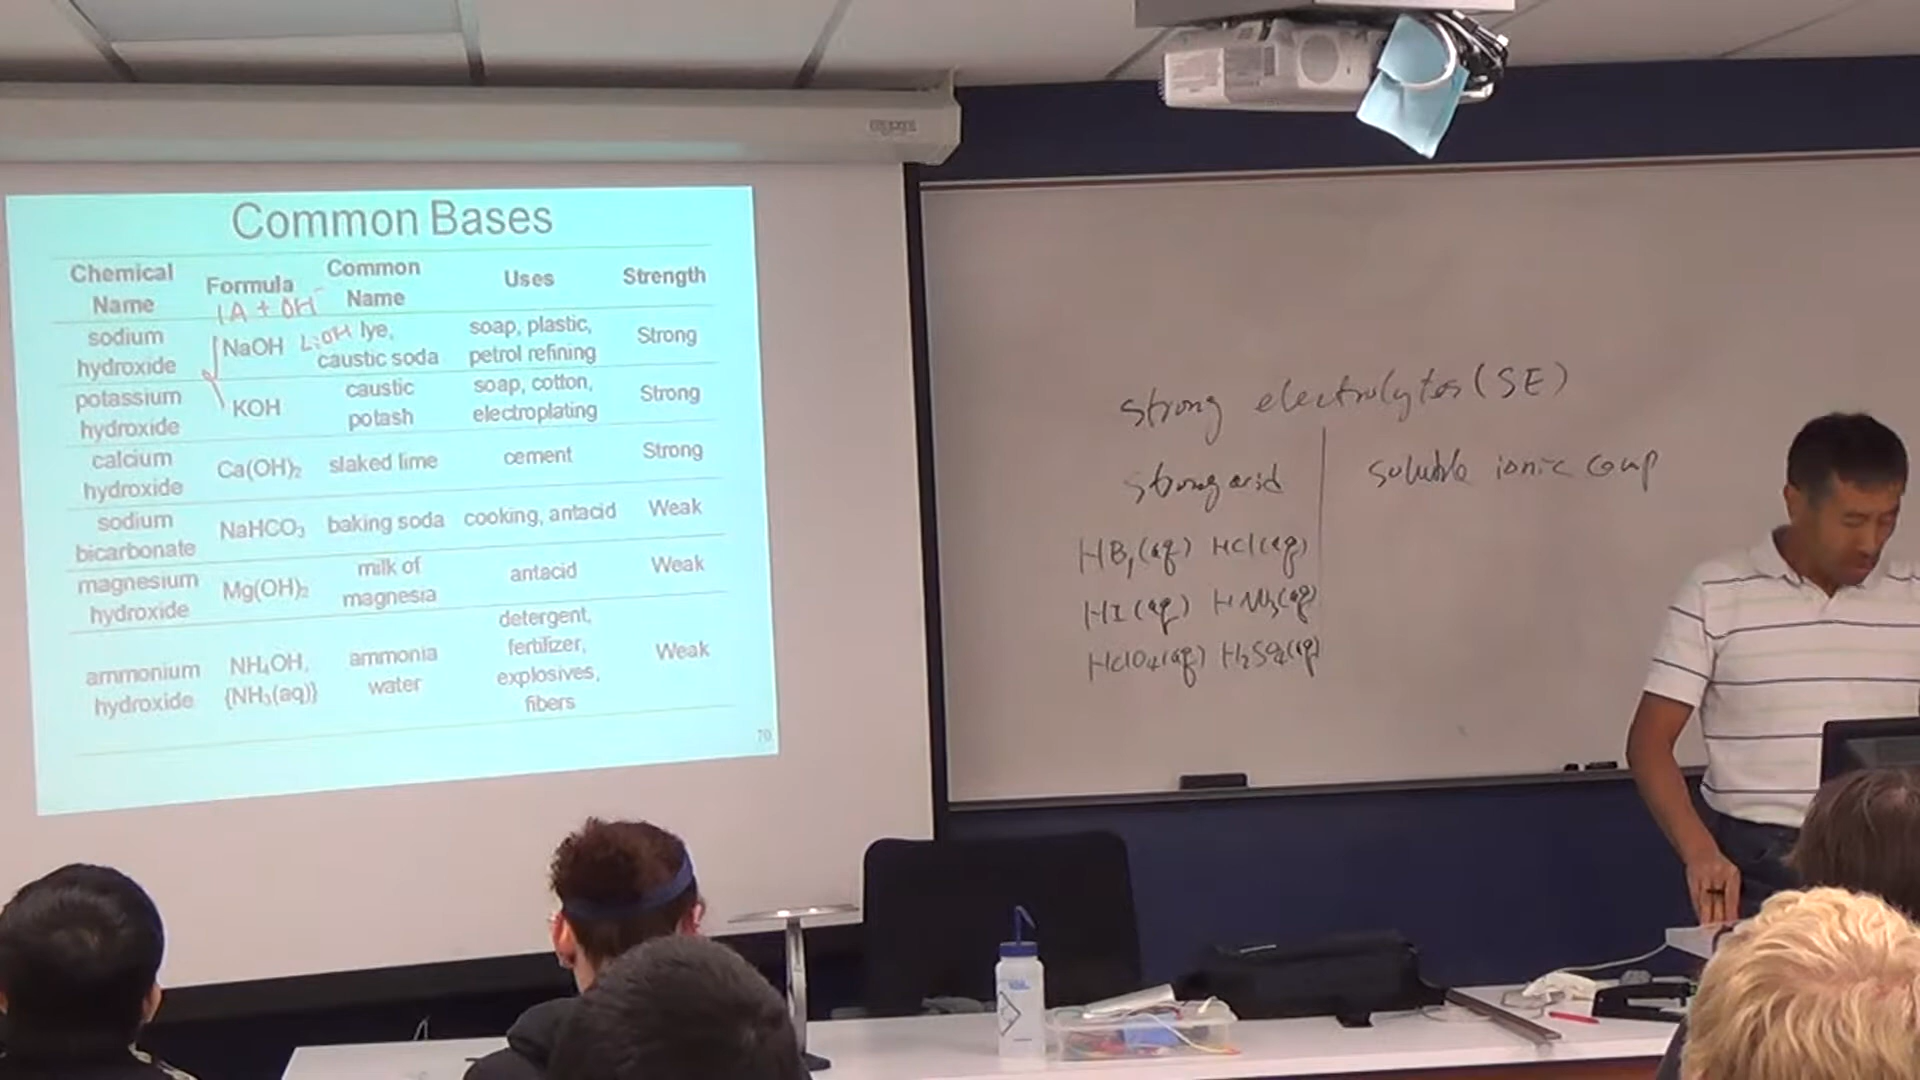 Common Bases
Chemical Name Formula Common Name Uses Strength
1A + OH⁻
sodium hydroxide NaOH LiOH lye, caustic soda soap, plastic, petrol refining Strong
potassium hydroxide KOH caustic potash soap, cotton, electroplating Strong
calcium hydroxide Ca(OH)₂ slaked lime cement Strong
sodium bicarbonate NaHCO₃ baking soda cooking, antacid Weak
magnesium hydroxide Mg(OH)₂ milk of magnesia antacid Weak
ammonium hydroxide NH₄OH, {NH₃(aq)} ammonia water detergent, fertilizer, explosives, fibers Weak
70
strong electrolytes (SE)
strong acid soluble ionic comp
HBr(aq) HCl(aq)
HI(aq) HNO₃(aq)
HClO₄(aq) H₂SO₄(aq)